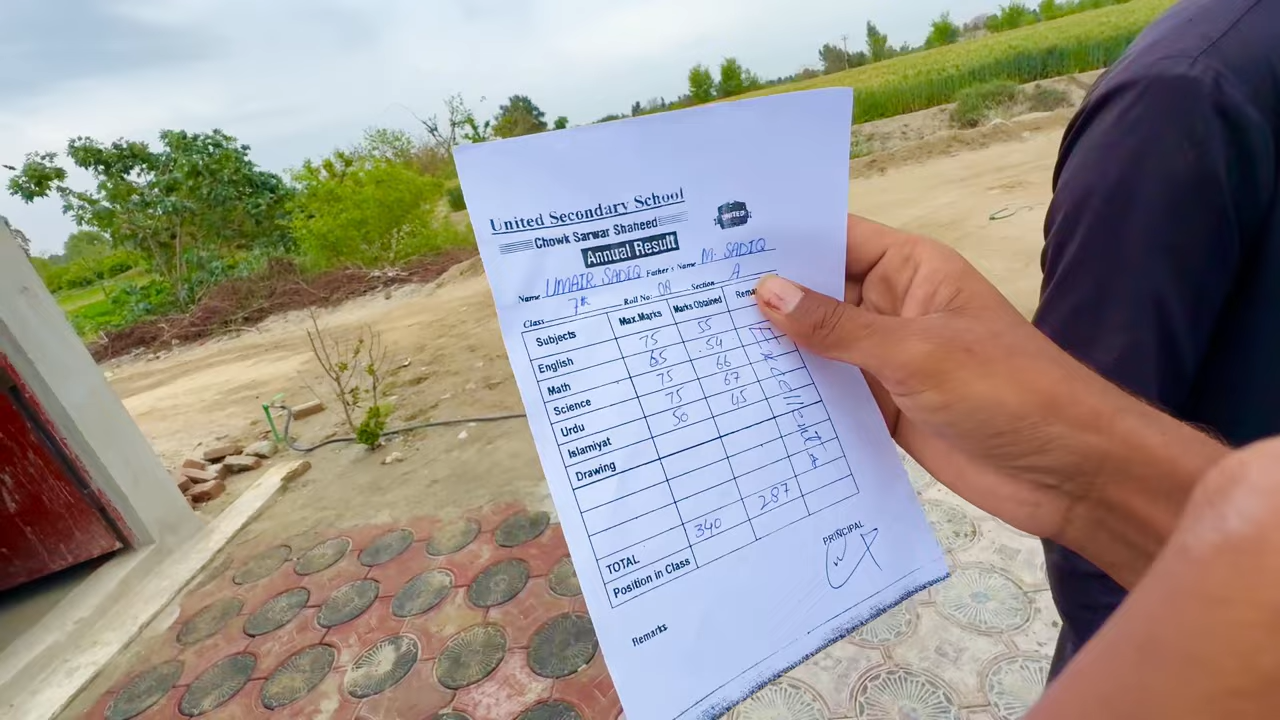 United Secondary School
Chowk Sarwar Shaheed
UNITED
Annual Result
Name UMAIR SADIQ Father's Name M. SADIQ
Class 7th Roll No: 08 Section A
Subjects Max.Marks Marks Obtained
English 75 55
Math 65 54
Science 75 66
Urdu 75 67
Islamiyat 50 45
Drawing
Excellent
TOTAL 340 287
Position in Class
PRINCIPAL
Remarks